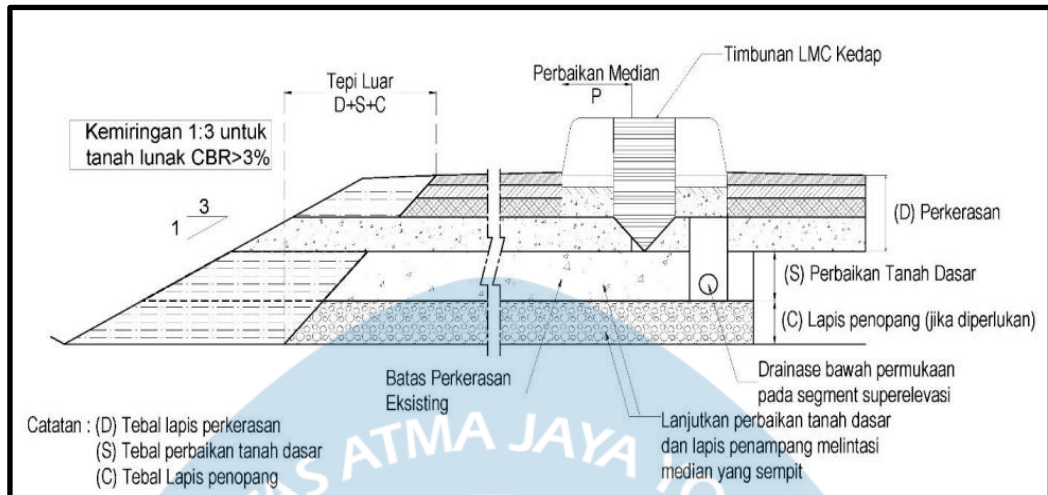 Timbunan LMC Kedap
Perbaikan Median
P
Tepi Luar
D+S+C
Kemiringan 1:3 untuk
tanah lunak CBR>3%
3
1
(D) Perkerasan
(S) Perbaikan Tanah Dasar
(C) Lapis penopang (jika diperlukan)
Drainase bawah permukaan
pada segment superelevasi
Batas Perkerasan
Eksisting
Lanjutkan perbaikan tanah dasar
dan lapis penampang melintasi
median yang sempit
Catatan : (D) Tebal lapis perkerasan
(S) Tebal perbaikan tanah dasar
(C) Tebal Lapis penopang
AS ATMA JAYA YO